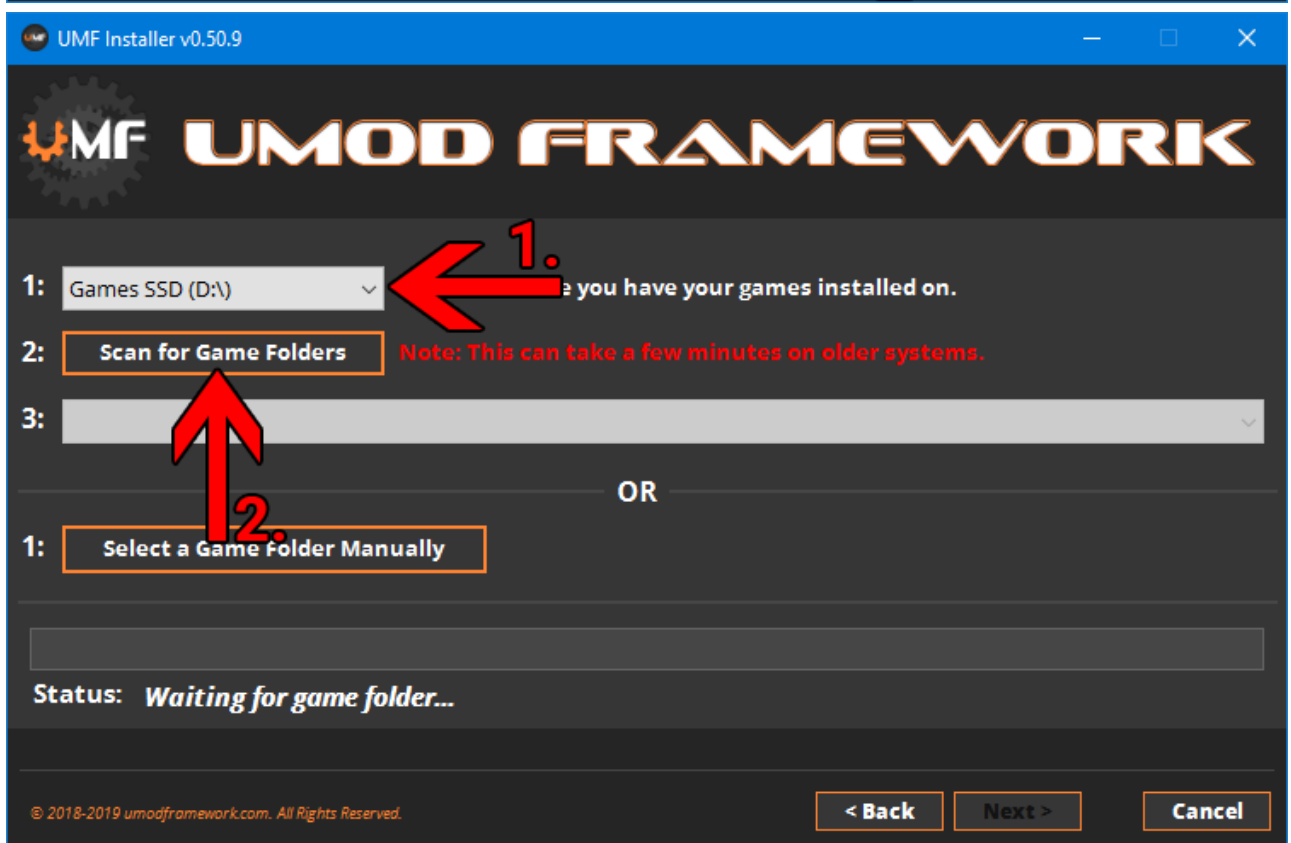 UMF Installer v0.50.9
UMF UMOD FRAMEWORK
1.
1: Games SSD (D:\) you have your games installed on.
2: Scan for Game Folders Note: This can take a few minutes on older systems.
3:
OR
2.
1: Select a Game Folder Manually
Status: Waiting for game folder...
© 2018-2019 umodframework.com. All Rights Reserved.
< Back Next > Cancel